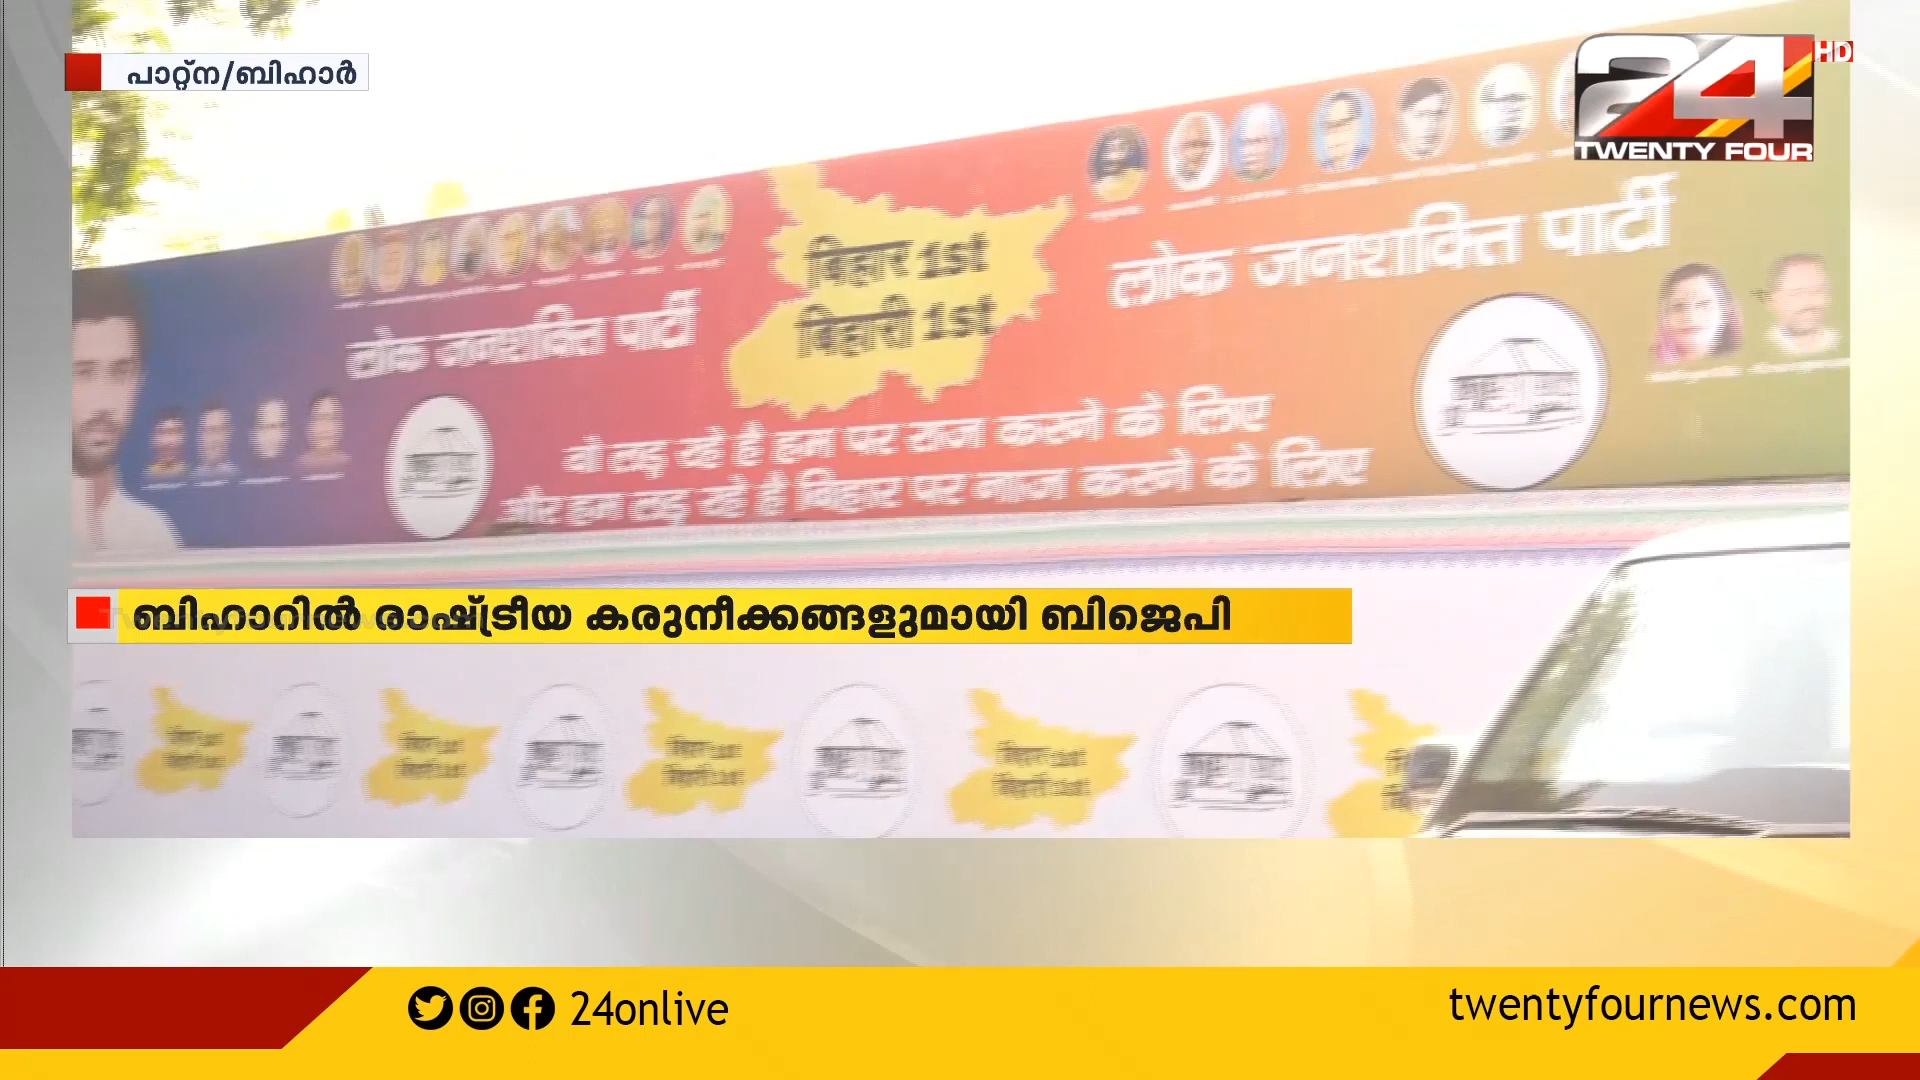 പാറ്റ്ന/ബിഹാർ
24
HD
TWENTY FOUR
बिहार 1st
बिहारी 1st
लोक जनशक्ति पार्टी
लोक जनशक्ति पार्टी
वो लड़ रहे है हम पर राज करने के लिए
और हम लड़ रहे है बिहार पर नाज करने के लिए
ബിഹാറിൽ രാഷ്ട്രീയ കരുനീക്കങ്ങളുമായി ബിജെപി
24onlive
twentyfournews.com